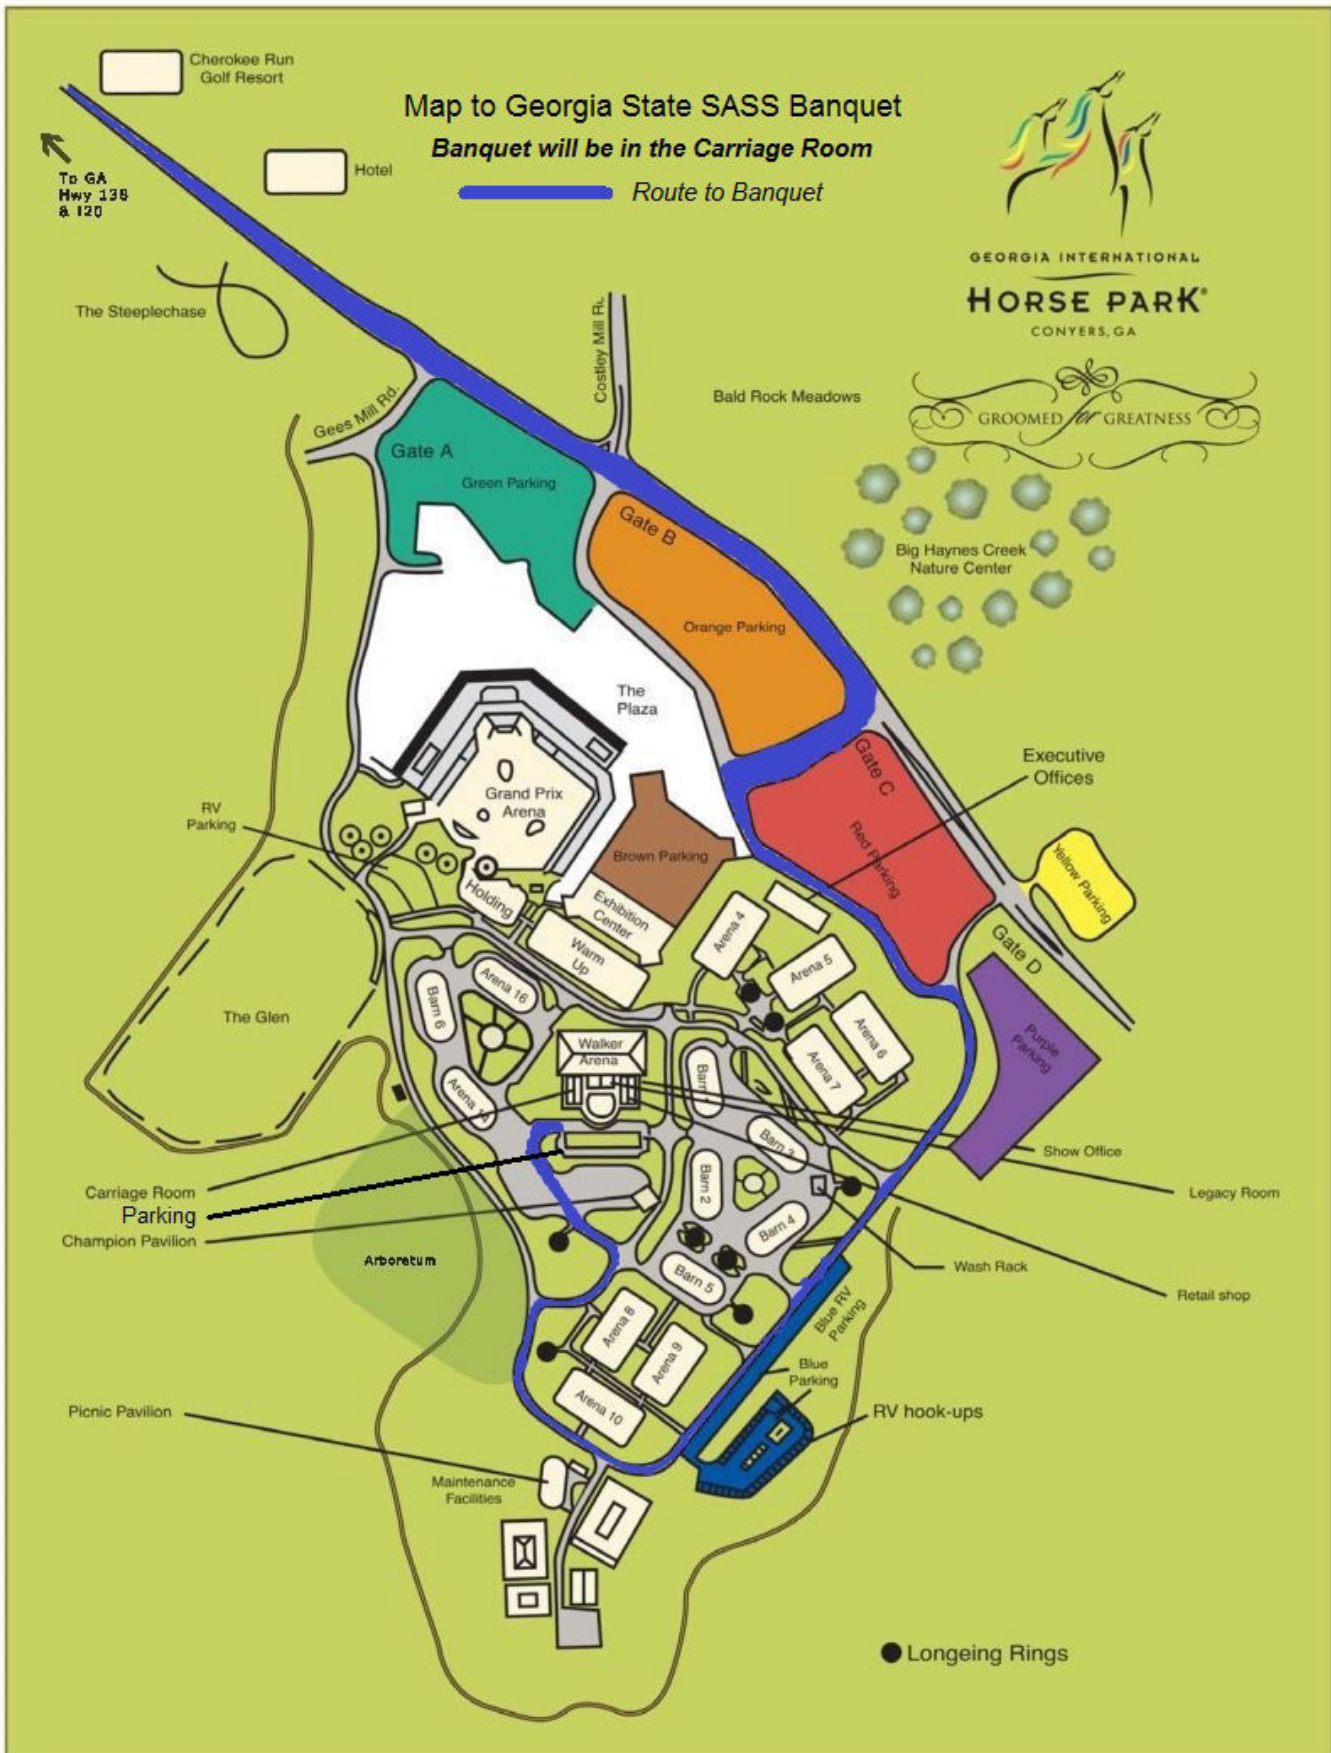 Cherokee Run
Golf Resort
Map to Georgia State SASS Banquet
Banquet will be in the Carriage Room
Route to Banquet
Hotel
To GA
Hwy 138
& I20
GEORGIA INTERNATIONAL
HORSE PARK®
CONYERS, GA
GROOMED for GREATNESS
The Steeplechase
Gees Mill Rd.
Costley Mill
Bald Rock Meadows
Gate A
Green Parking
Gate B
Big Haynes Creek
Nature Center
Orange Parking
The
Plaza
Gate C
Executive
Offices
Grand Prix
Arena
RV
Parking
Red Parking
Yellow Parking
Brown Parking
Holding
Exhibition
Center
Warm
Up
Arena 4
Arena 5
Gate D
Arena 16
Barn 6
The Glen
Walker
Arena
Arena 6
Arena 7
Purple
Parking
Barn 1
Arena 14
Barn 3
Show Office
Barn 2
Legacy Room
Carriage Room
Parking
Champion Pavilion
Barn 4
Arboretum
Wash Rack
Barn 5
Retail shop
Blue RV
Parking
Arena 8
Arena 9
Blue
Parking
Arena 10
Picnic Pavilion
RV hook-ups
Maintenance
Facilities
Longeing Rings